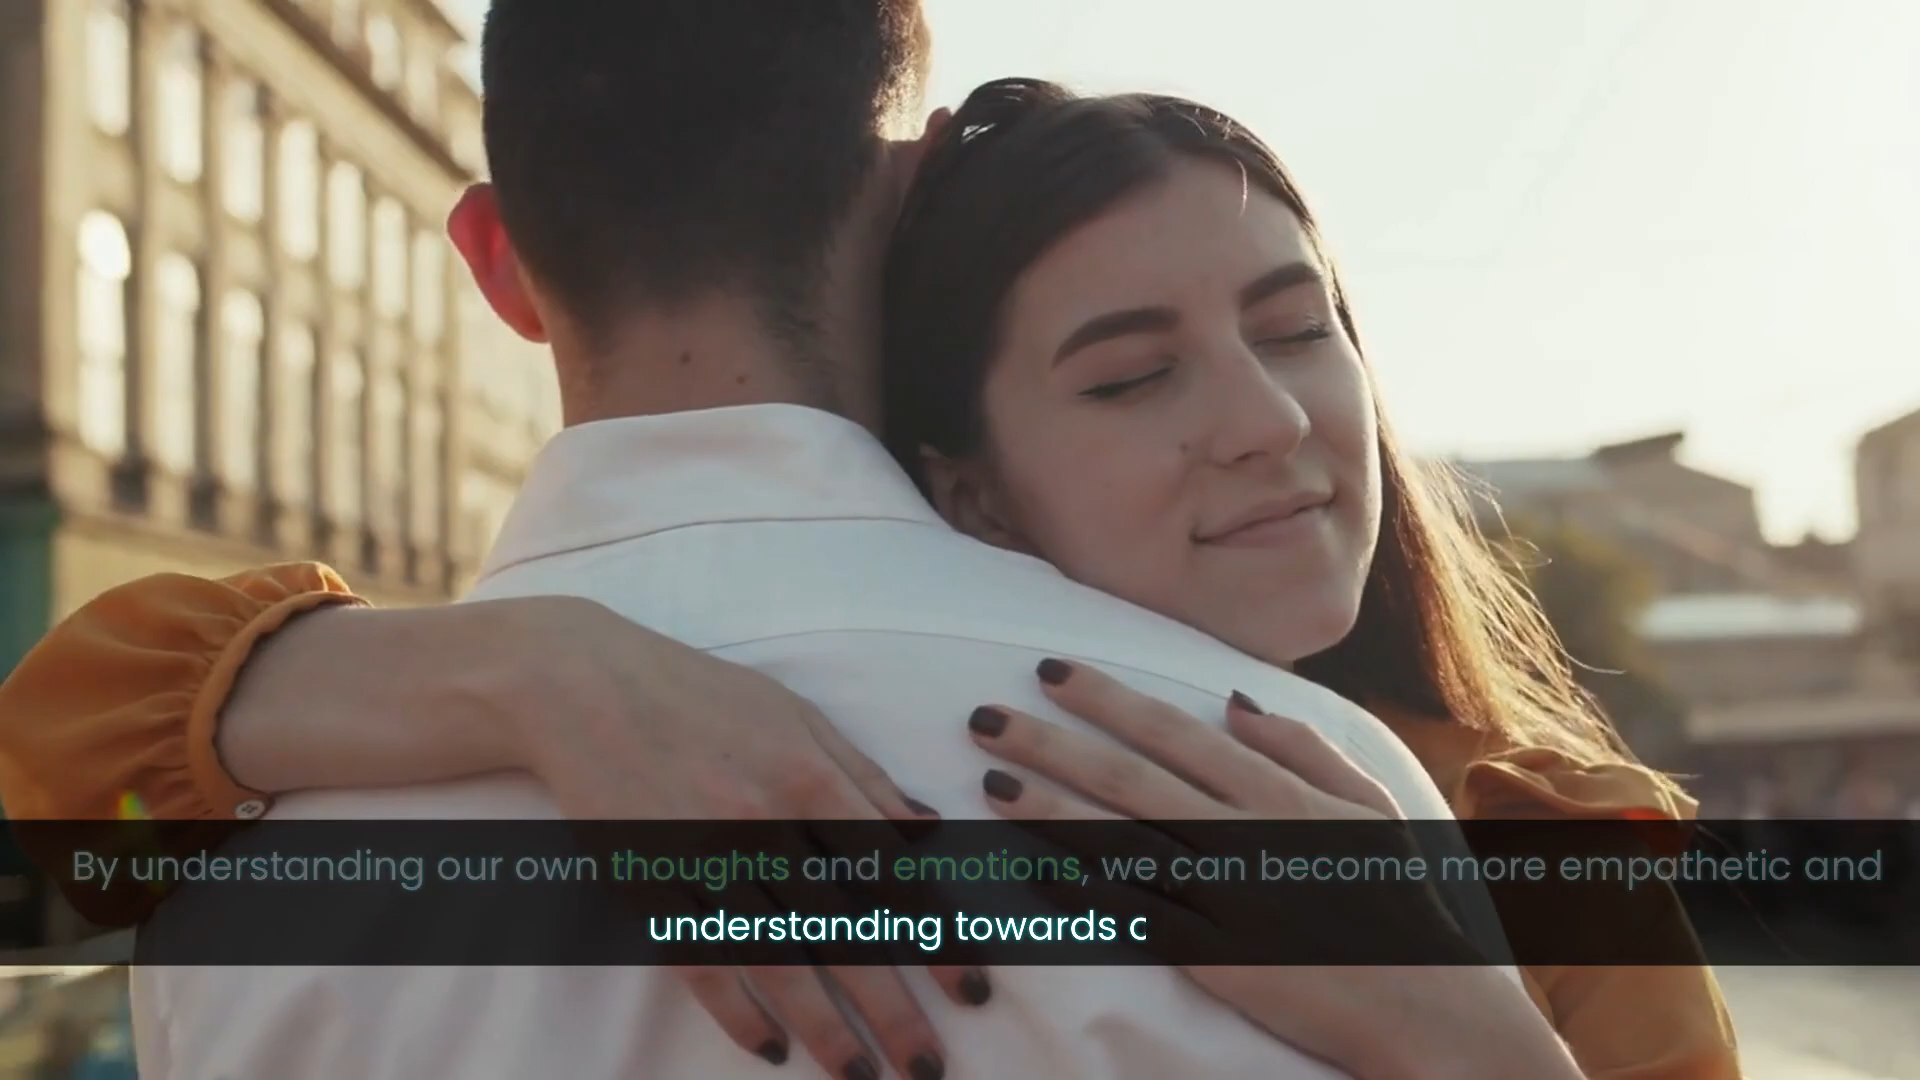 By understanding our own thoughts and emotions, we can become more empathetic and
understanding towards